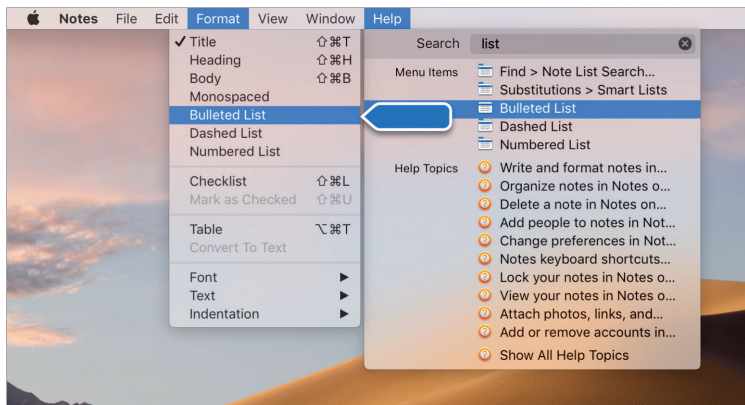 Notes File Edit Format View Window Help
✓ Title ⇧⌘T
Heading ⇧⌘H
Body ⇧⌘B
Monospaced
Bulleted List
Dashed List
Numbered List
Checklist ⇧⌘L
Mark as Checked ⇧⌘U
Table ⌥⌘T
Convert To Text
Font ▶
Text ▶
Indentation ▶
Search list
Menu Items
Find > Note List Search...
Substitutions > Smart Lists
Bulleted List
Dashed List
Numbered List
Help Topics
Write and format notes in...
Organize notes in Notes o...
Delete a note in Notes on...
Add people to notes in Not...
Change preferences in Not...
Notes keyboard shortcuts...
Lock your notes in Notes o...
View your notes in Notes o...
Attach photos, links, and...
Add or remove accounts in...
Show All Help Topics